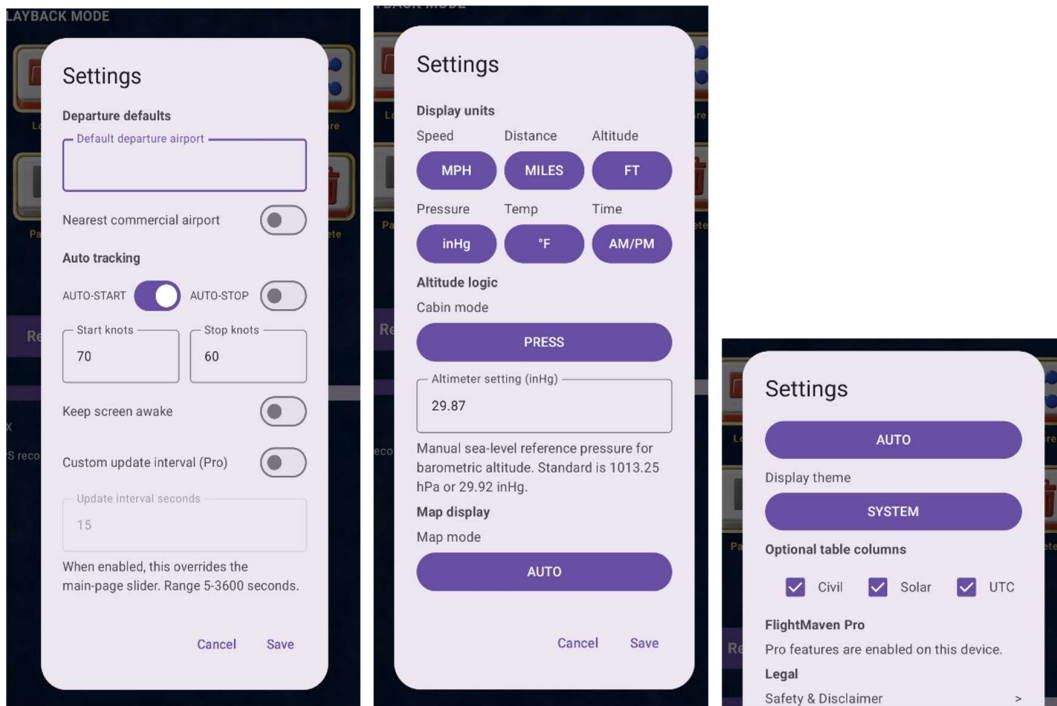 LAYBACK MODE
Settings
Departure defaults
Default departure airport
Nearest commercial airport
Auto tracking
AUTO-START AUTO-STOP
Start knots Stop knots
70 60
Keep screen awake
Custom update interval (Pro)
Update interval seconds
15
When enabled, this overrides the
main-page slider. Range 5-3600 seconds.
Cancel Save
Settings
Display units
Speed Distance Altitude
MPH MILES FT
Pressure Temp Time
inHg °F AM/PM
Altitude logic
Cabin mode
PRESS
Altimeter setting (inHg)
29.87
Manual sea-level reference pressure for
barometric altitude. Standard is 1013.25
hPa or 29.92 inHg.
Map display
Map mode
AUTO
Cancel Save
Settings
AUTO
Display theme
SYSTEM
Optional table columns
Civil Solar UTC
FlightMaven Pro
Pro features are enabled on this device.
Legal
Safety & Disclaimer >